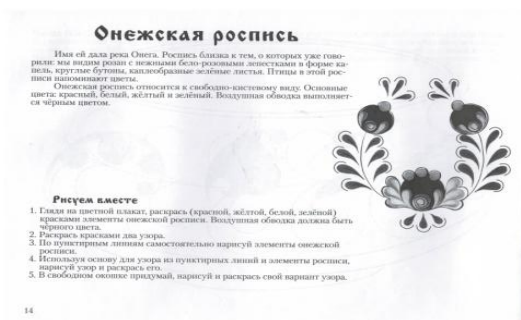 Онежская роспись
Имя ей дала река Онега. Роспись близка к тем, о которых уже гово-
рили: мы видим розан с нежными бело-розовыми лепестками в форме ка-
пель, круглые бутоны, каплеобразные зелёные листья. Птицы в этой рос-
писи напоминают цветы.
Онежская роспись относится к свободно-кистевому виду. Основные
цвета: красный, белый, жёлтый и зелёный. Воздушная обводка выполняет-
ся чёрным цветом.
Рисуем вместе
1. Глядя на цветной плакат, раскрась (красной, жёлтой, белой, зелёной)
красками элементы онежской росписи. Воздушная обводка должна быть
чёрного цвета.
2. Раскрась красками два узора.
3. По пунктирным линиям самостоятельно нарисуй элементы онежской
росписи.
4. Используя основу для узора из пунктирных линий и элементы росписи,
нарисуй узор и раскрась его.
5. В свободном окошке придумай, нарисуй и раскрась свой вариант узора.
14